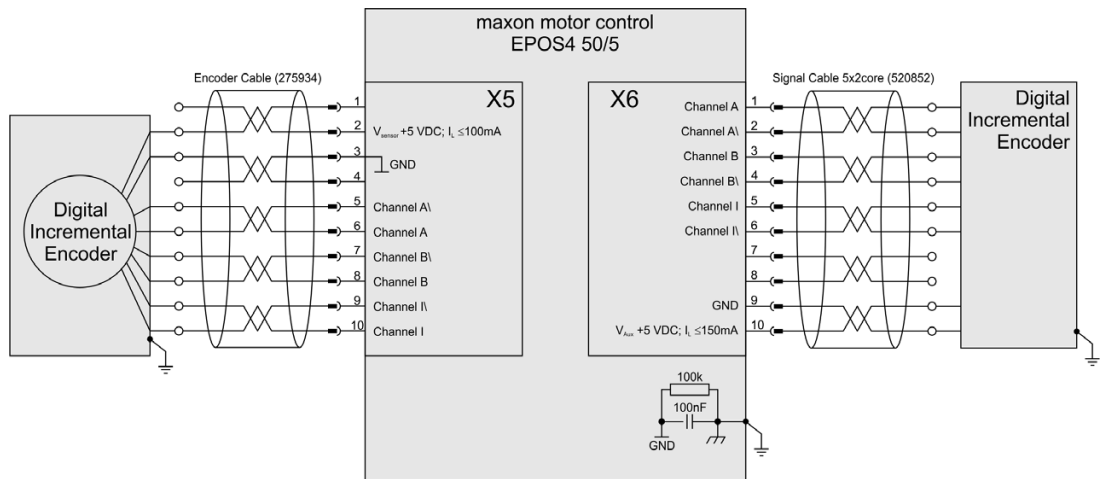 maxon motor control
EPOS4 50/5
Encoder Cable (275934)
Signal Cable 5x2core (520852)
X5
X6
Digital
Incremental
Encoder
1
2
3
4
5
6
7
8
9
10
Vsensor +5 VDC; IL ≤100mA
GND
Channel A\
Channel A
Channel B\
Channel B
Channel I\
Channel I
Channel A
Channel A\
Channel B
Channel B\
Channel I
Channel I\
GND
VAux +5 VDC; IL ≤150mA
1
2
3
4
5
6
7
8
9
10
Digital
Incremental
Encoder
100k
100nF
GND